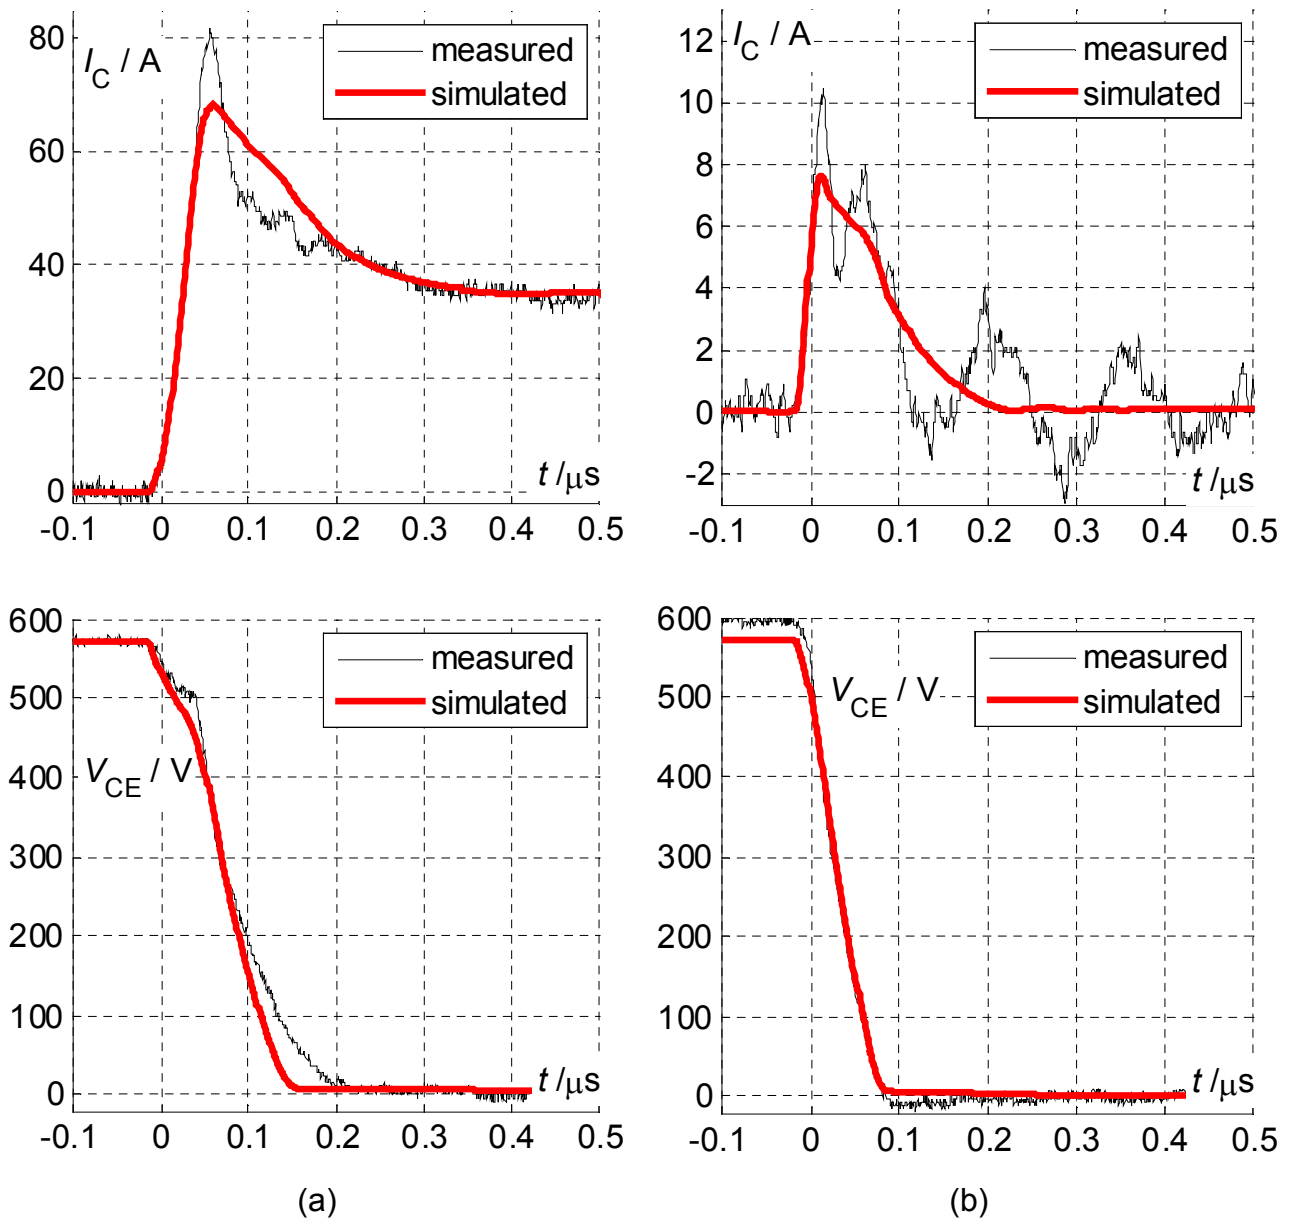 80
60
40
20
0
I_C / A
measured
simulated
t /μs
-0.1 0 0.1 0.2 0.3 0.4 0.5
12
10
8
6
4
2
0
-2
I_C / A
measured
simulated
t /μs
-0.1 0 0.1 0.2 0.3 0.4 0.5
600
500
400
300
200
100
0
measured
simulated
V_CE / V
t /μs
-0.1 0 0.1 0.2 0.3 0.4 0.5
(a)
600
500
400
300
200
100
0
measured
simulated
V_CE / V
t /μs
-0.1 0 0.1 0.2 0.3 0.4 0.5
(b)